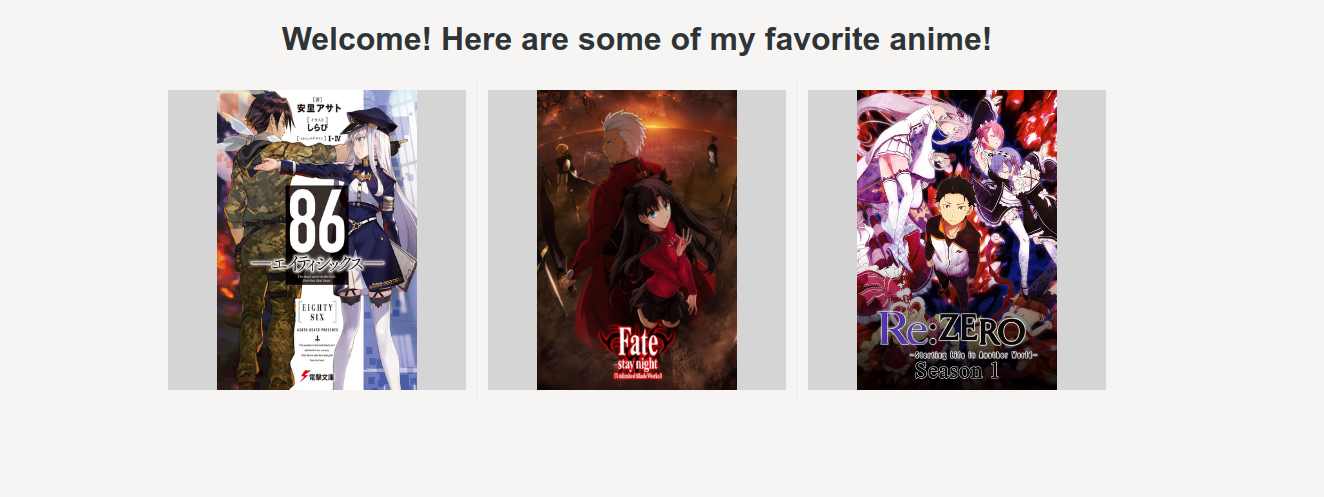 Welcome! Here are some of my favorite anime!
[著]
安里アサト
[イラスト]
しらび
[メカニックデザイン] I-IV
86
―エイティシックス―
EIGHTY
SIX
ASATO ASATO PRESENTS
電撃文庫
Fate
stay night
[Unlimited Blade Works]
Re:ZERO
-Starting Life in Another World-
Season 1